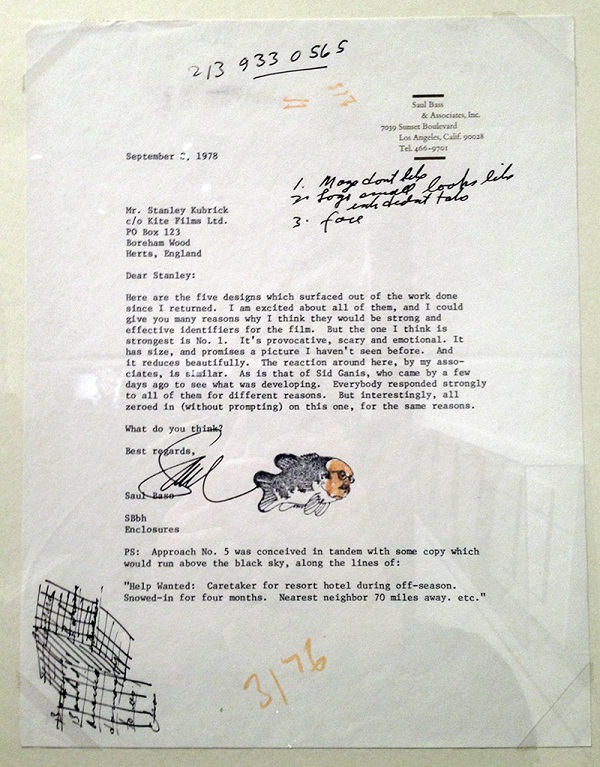 213 933 0565
Saul Bass
& Associates, Inc.
7039 Sunset Boulevard
Los Angeles, Calif. 90028
Tel. 466-9701
September , 1978
1. Maze dont like
2. Logo small looks like
ink didnt take
3. face
Mr. Stanley Kubrick
c/o Kite Films Ltd.
PO Box 123
Boreham Wood
Herts, England
Dear Stanley:
Here are the five designs which surfaced out of the work done
since I returned.  I am excited about all of them, and I could
give you many reasons why I think they would be strong and
effective identifiers for the film.  But the one I think is
strongest is No. 1.  It's provocative, scary and emotional. It
has size, and promises a picture I haven't seen before.  And
it reduces beautifully.  The reaction around here, by my asso-
ciates, is similar.  As is that of Sid Ganis, who came by a few
days ago to see what was developing.  Everybody responded strongly
to all of them for different reasons.  But interestingly, all
zeroed in (without prompting) on this one, for the same reasons.
What do you think?
Best regards,
Saul
Saul Bass
SBbh
Enclosures
PS:  Approach No. 5 was conceived in tandem with some copy which
would run above the black sky, along the lines of:
"Help Wanted:  Caretaker for resort hotel during off-season.
Snowed-in for four months.  Nearest neighbor 70 miles away. etc."
3/76